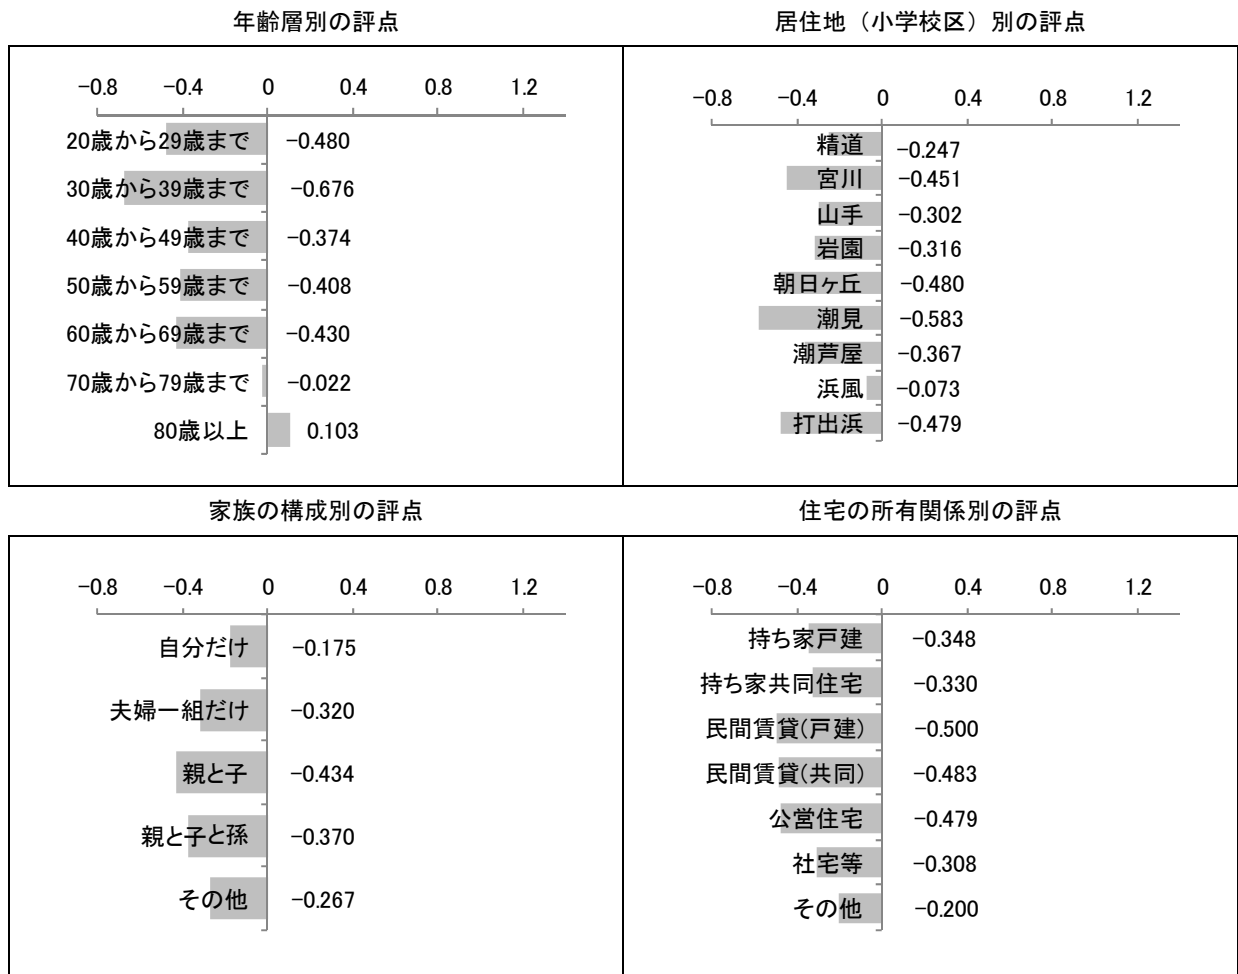 年齢層別の評点
−0.8 −0.4 0 0.4 0.8 1.2
20歳から29歳まで −0.480
30歳から39歳まで −0.676
40歳から49歳まで −0.374
50歳から59歳まで −0.408
60歳から69歳まで −0.430
70歳から79歳まで −0.022
80歳以上 0.103
居住地（小学校区）別の評点
−0.8 −0.4 0 0.4 0.8 1.2
精道 −0.247
宮川 −0.451
山手 −0.302
岩園 −0.316
朝日ヶ丘 −0.480
潮見 −0.583
潮芦屋 −0.367
浜風 −0.073
打出浜 −0.479
家族の構成別の評点
−0.8 −0.4 0 0.4 0.8 1.2
自分だけ −0.175
夫婦一組だけ −0.320
親と子 −0.434
親と子と孫 −0.370
その他 −0.267
住宅の所有関係別の評点
−0.8 −0.4 0 0.4 0.8 1.2
持ち家戸建 −0.348
持ち家共同住宅 −0.330
民間賃貸(戸建) −0.500
民間賃貸(共同) −0.483
公営住宅 −0.479
社宅等 −0.308
その他 −0.200